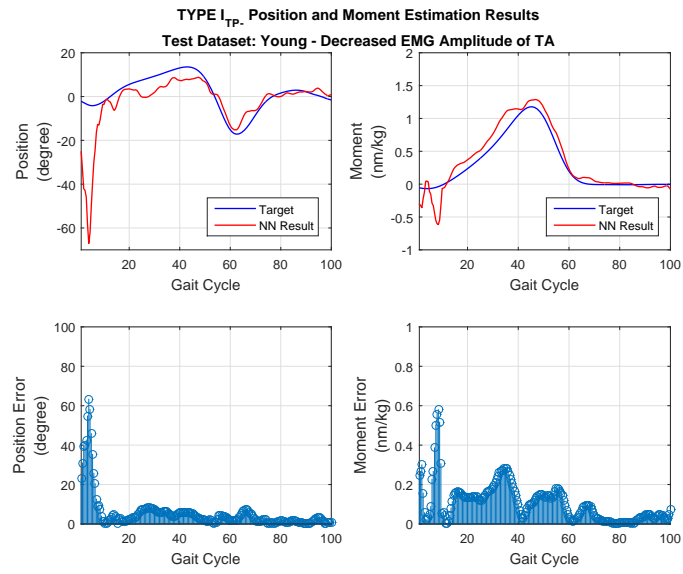 TYPE I_TP- Position and Moment Estimation Results
Test Dataset: Young - Decreased EMG Amplitude of TA
20
0
-20
-40
-60
Position
(degree)
20 40 60 80 100
Gait Cycle
Target
NN Result
2
1.5
1
0.5
0
-0.5
-1
Moment
(nm/kg)
20 40 60 80 100
Gait Cycle
Target
NN Result
100
80
60
40
20
0
Position Error
(degree)
20 40 60 80 100
Gait Cycle
1
0.8
0.6
0.4
0.2
0
Moment Error
(nm/kg)
20 40 60 80 100
Gait Cycle